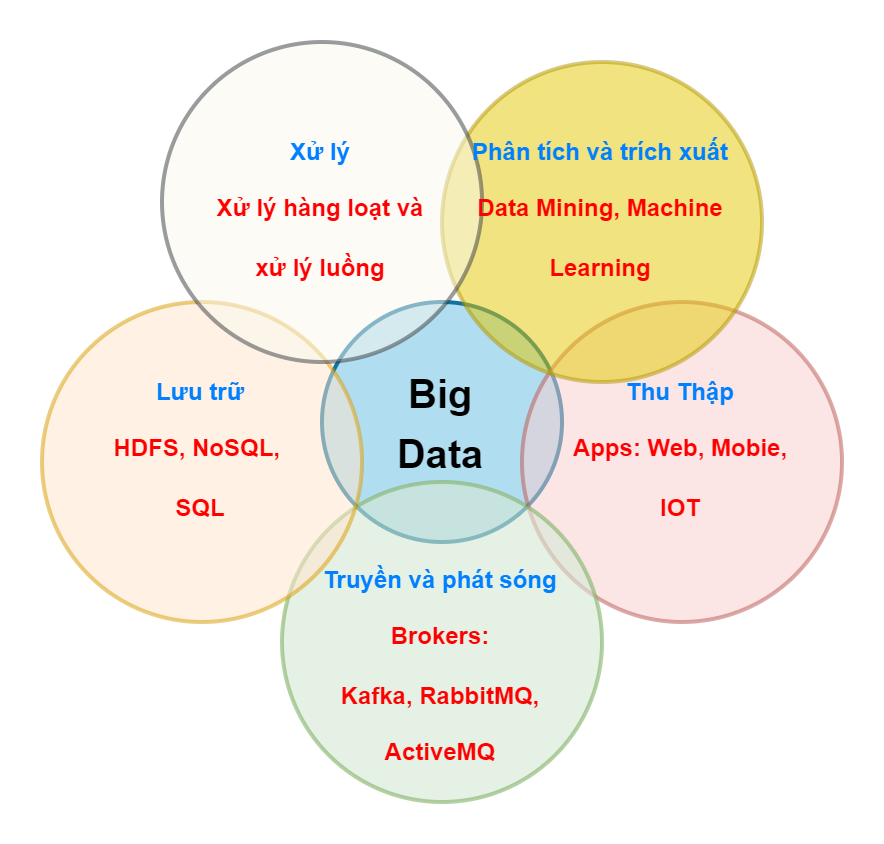 Xử lý
Xử lý hàng loạt và
xử lý luồng
Phân tích và trích xuất
Data Mining, Machine
Learning
Lưu trữ
HDFS, NoSQL,
SQL
Big
Data
Thu Thập
Apps: Web, Mobie,
IOT
Truyền và phát sóng
Brokers:
Kafka, RabbitMQ,
ActiveMQ